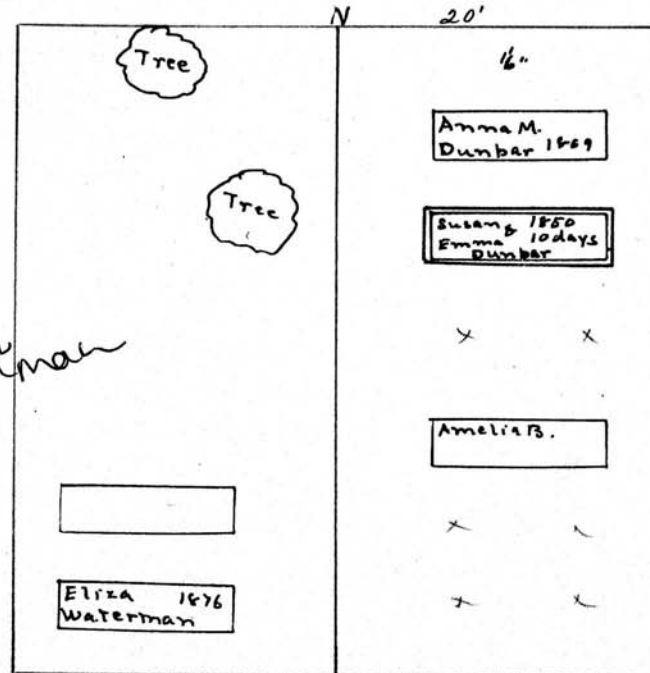 N 20'
Tree
Anna M.
Dunbar 1869
Tree
Susan & 1850
Emma 10 days
Dunbar
x x
Amelia B.
x x
Eliza 1876
Waterman
x x